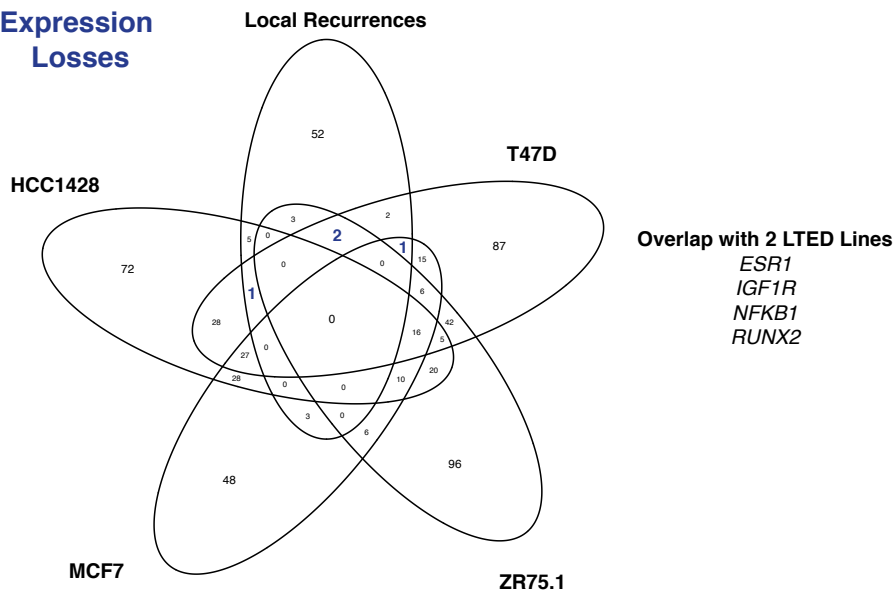 Expression
Losses
Local Recurrences
T47D
HCC1428
52
3
2
5
0
2
1
15
87
72
0
0
6
1
28
0
42
16
5
27
0
28
0
0
10
20
3
0
6
48
96
MCF7
ZR75.1
Overlap with 2 LTED Lines
ESR1
IGF1R
NFKB1
RUNX2